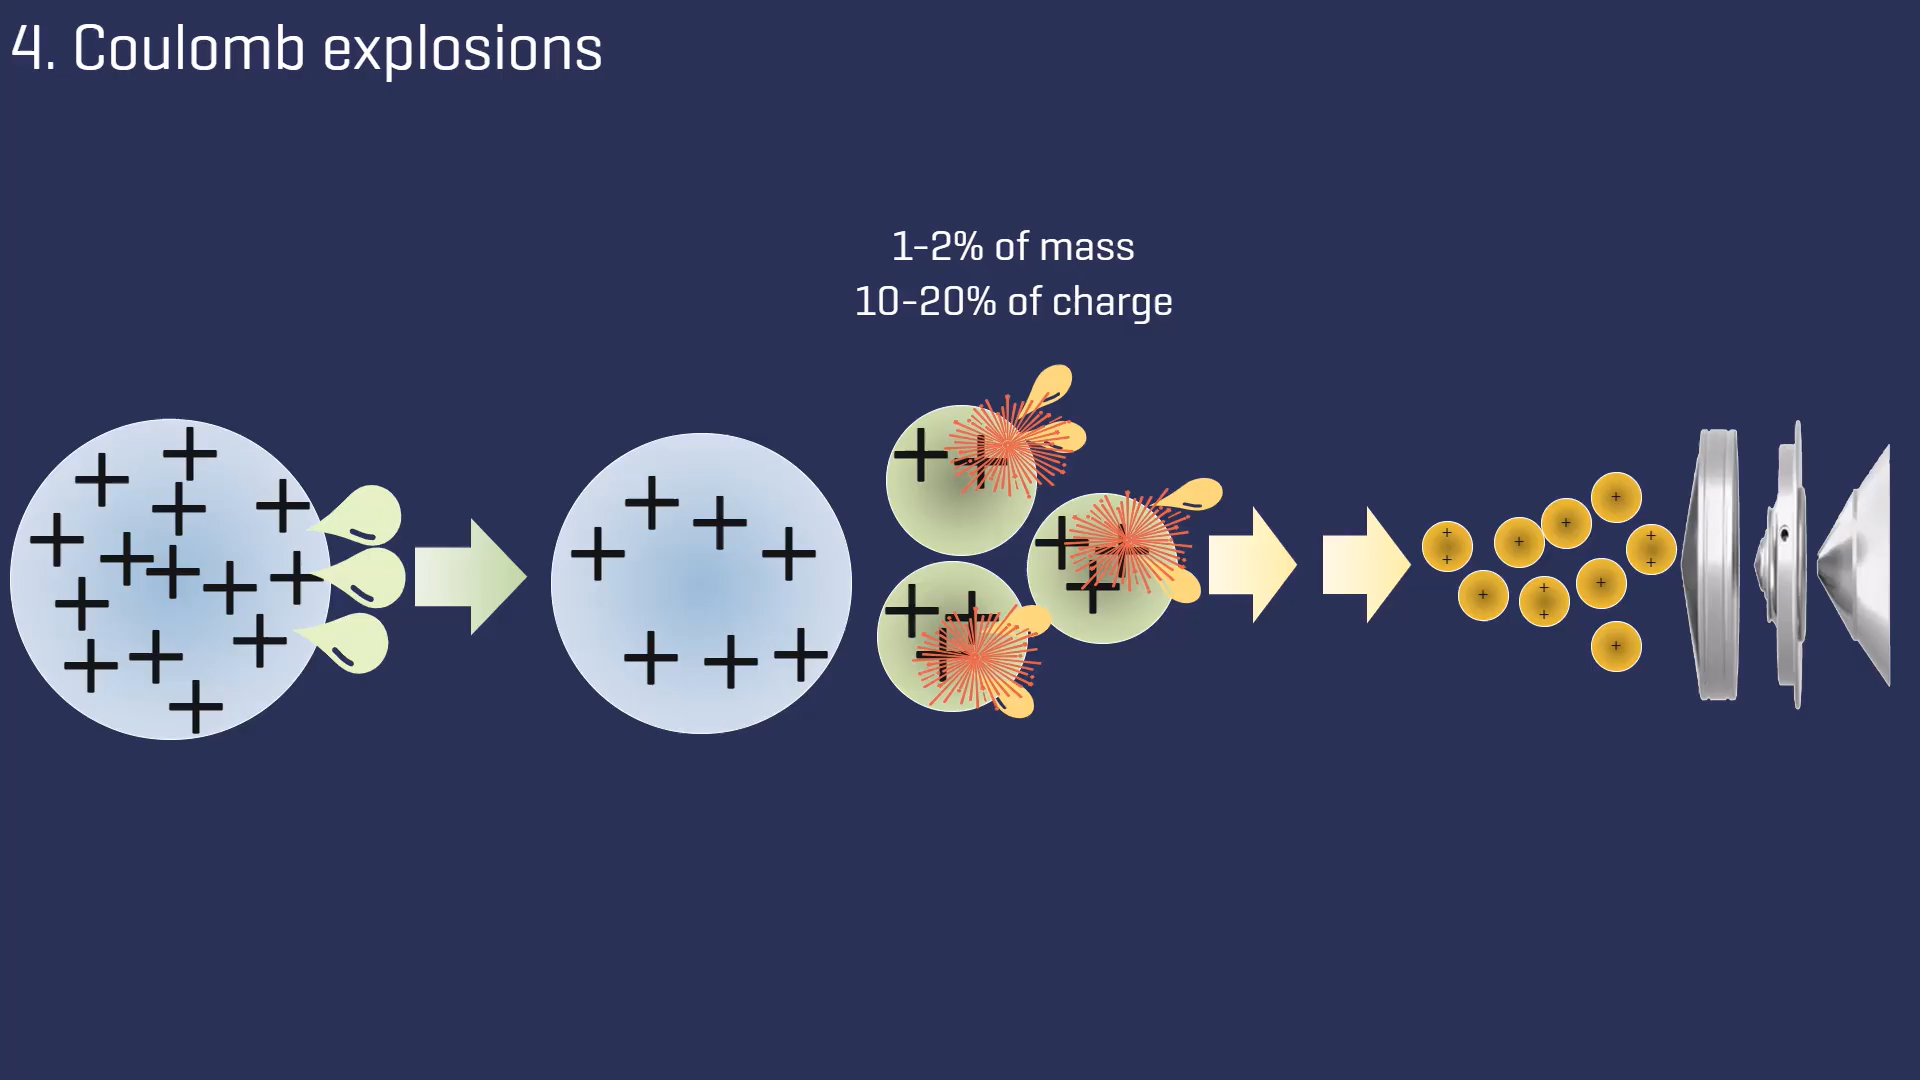 4. Coulomb explosions
1-2% of mass
10-20% of charge